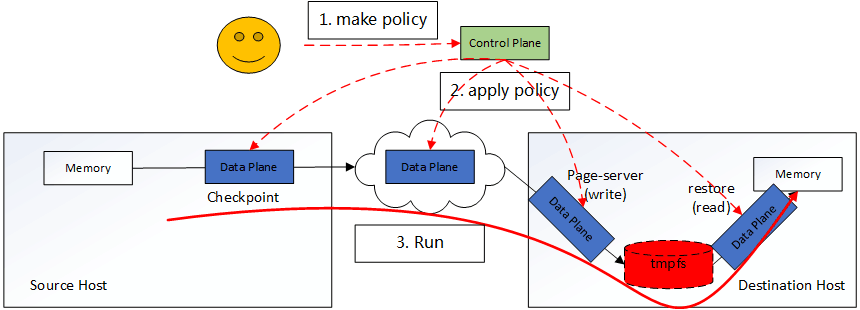 1. make policy
Control Plane
2. apply policy
Memory
Data Plane
Checkpoint
Data Plane
Page-server
(write)
Data Plane
restore
(read)
Data Plane
Memory
3. Run
tmpfs
Source Host
Destination Host